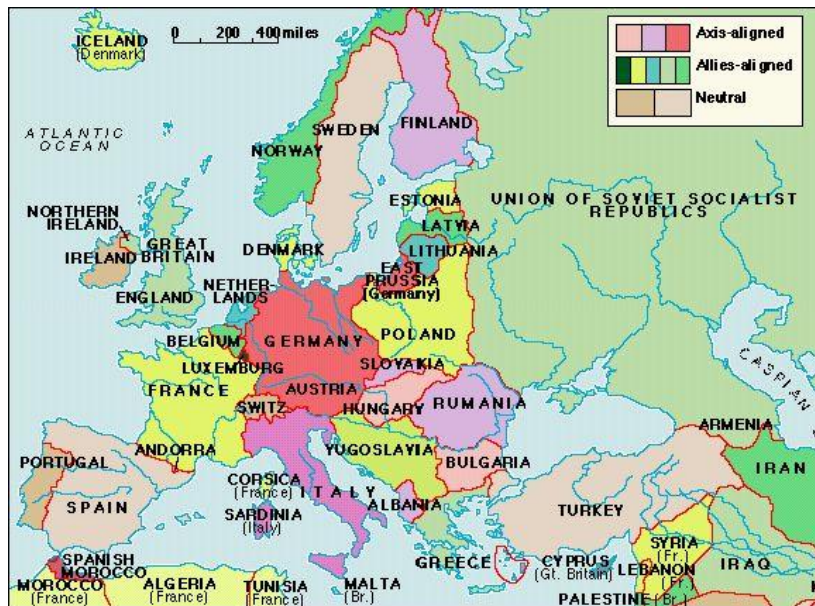 ICELAND
(Denmark)
0 200 400 miles
Axis-aligned
Allies-aligned
Neutral
ATLANTIC
OCEAN
SWEDEN
FINLAND
NORWAY
ESTONIA
UNION OF SOVIET SOCIALIST
REPUBLICS
NORTHERN
IRELAND
LATVIA
IRELAND
GREAT
BRITAIN
DENMARK
LITHUANIA
EAST
PRUSSIA
(Germany)
NETHER-
LANDS
ENGLAND
POLAND
BELGIUM
GERMANY
LUXEMBURG
SLOVAKIA
CASPIAN
FRANCE
AUSTRIA
SWITZ
HUNGARY
RUMANIA
ARMENIA
ANDORRA
YUGOSLAVIA
PORTUGAL
BULGARIA
IRAN
CORSICA
(France)
ITALY
SPAIN
ALBANIA
TURKEY
SARDINIA
(Italy)
SYRIA
(Fr.)
SPANISH
MOROCCO
GREECE
CYPRUS
(Gt. Britain)
LEBANON
(Fr.)
IRAQ
MOROCCO
(France)
ALGERIA
(France)
TUNISIA
(France)
MALTA
(Br.)
PALESTINE (Br.)